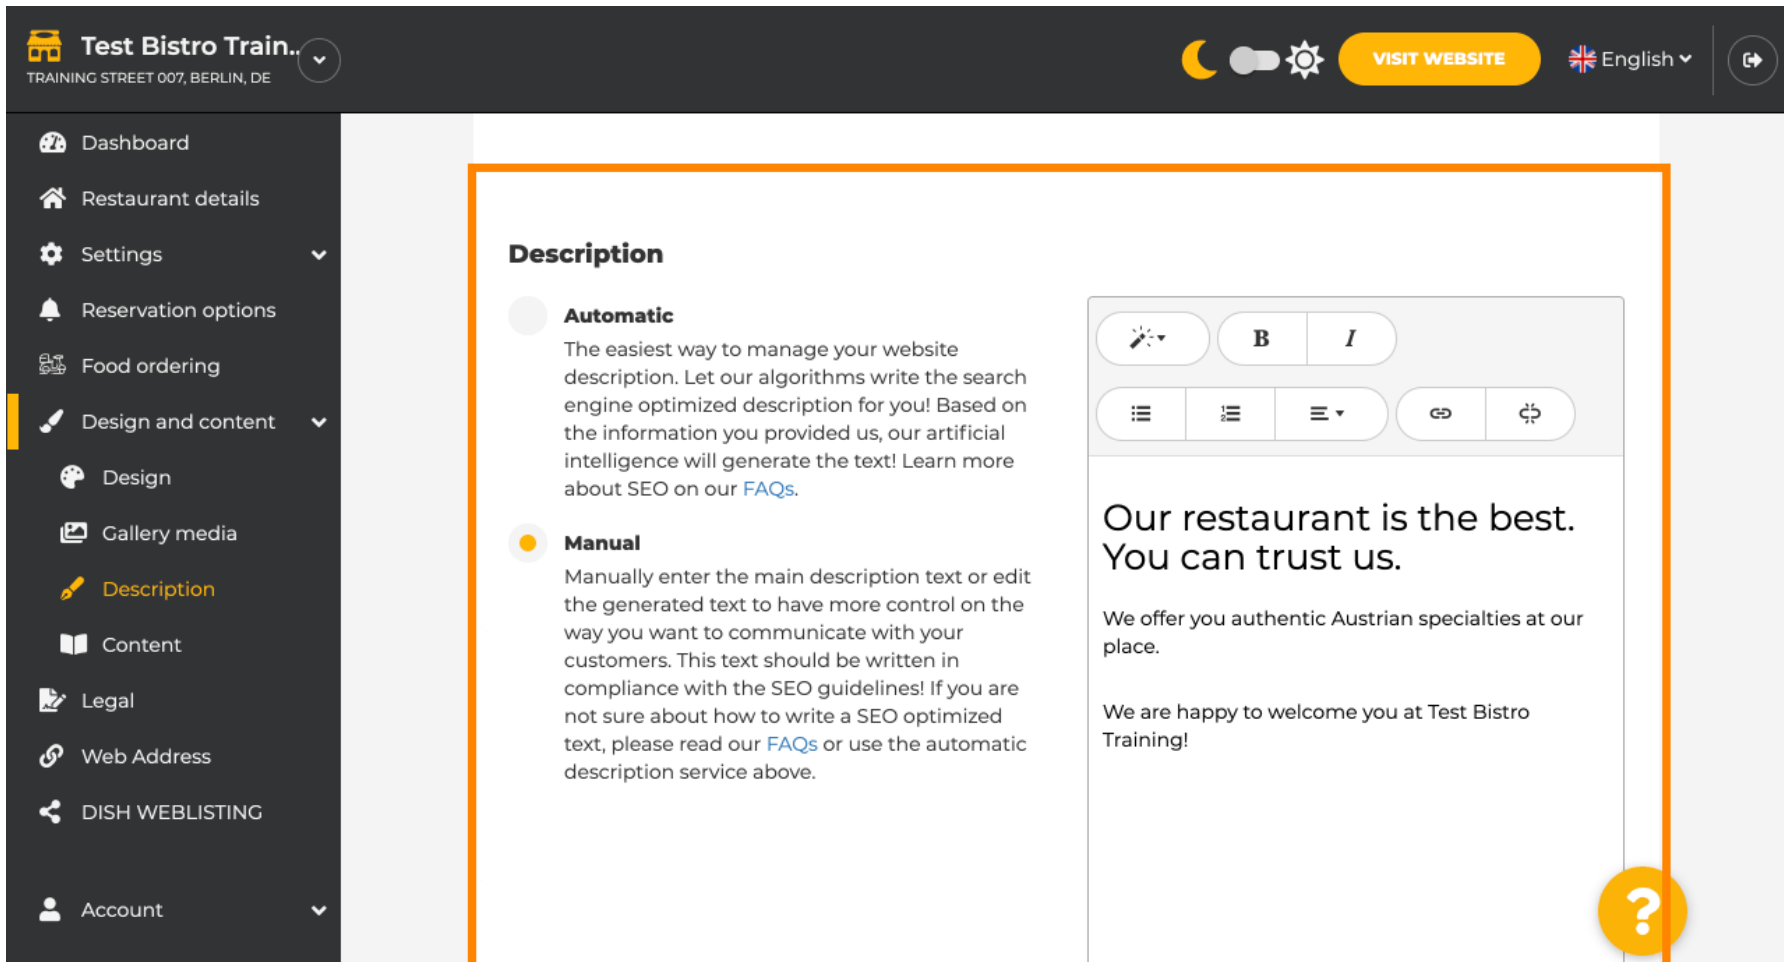 Test Bistro Train..
TRAINING STREET 007, BERLIN, DE
VISIT WEBSITE
English
Dashboard
Restaurant details
Settings
Reservation options
Food ordering
Design and content
Design
Gallery media
Description
Content
Legal
Web Address
DISH WEBLISTING
Account
Description
Automatic
The easiest way to manage your website
description. Let our algorithms write the search
engine optimized description for you! Based on
the information you provided us, our artificial
intelligence will generate the text! Learn more
about SEO on our FAQs.
Manual
Manually enter the main description text or edit
the generated text to have more control on the
way you want to communicate with your
customers. This text should be written in
compliance with the SEO guidelines! If you are
not sure about how to write a SEO optimized
text, please read our FAQs or use the automatic
description service above.
B I
Our restaurant is the best.
You can trust us.
We offer you authentic Austrian specialties at our
place.
We are happy to welcome you at Test Bistro
Training!
?